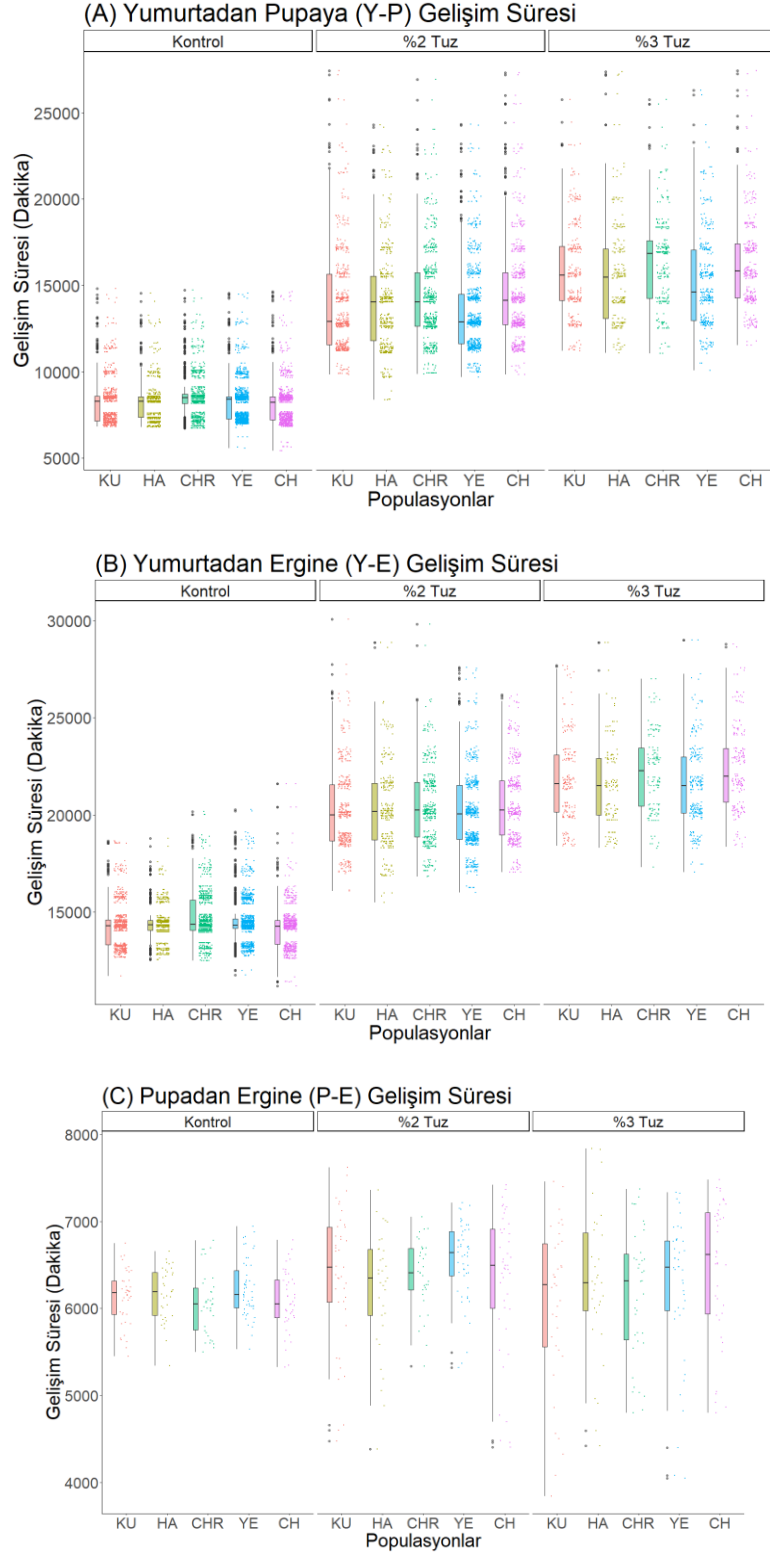 (A) Yumurtadan Pupaya (Y-P) Gelişim Süresi
Kontrol %2 Tuz %3 Tuz
Gelişim Süresi (Dakika)
25000
20000
15000
10000
5000
KU HA CHR YE CH KU HA CHR YE CH KU HA CHR YE CH
Populasyonlar
(B) Yumurtadan Ergine (Y-E) Gelişim Süresi
Kontrol %2 Tuz %3 Tuz
Gelişim Süresi (Dakika)
30000
25000
20000
15000
KU HA CHR YE CH KU HA CHR YE CH KU HA CHR YE CH
Populasyonlar
(C) Pupadan Ergine (P-E) Gelişim Süresi
Kontrol %2 Tuz %3 Tuz
Gelişim Süresi (Dakika)
8000
7000
6000
5000
4000
KU HA CHR YE CH KU HA CHR YE CH KU HA CHR YE CH
Populasyonlar